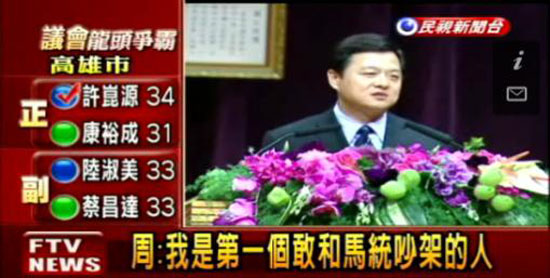 議會龍頭爭霸
高雄市
民視新聞台
正
許崑源 34
康裕成 31
副
陸淑美 33
蔡昌達 33
i
FTV NEWS
周:我是第一個敢和馬統吵架的人